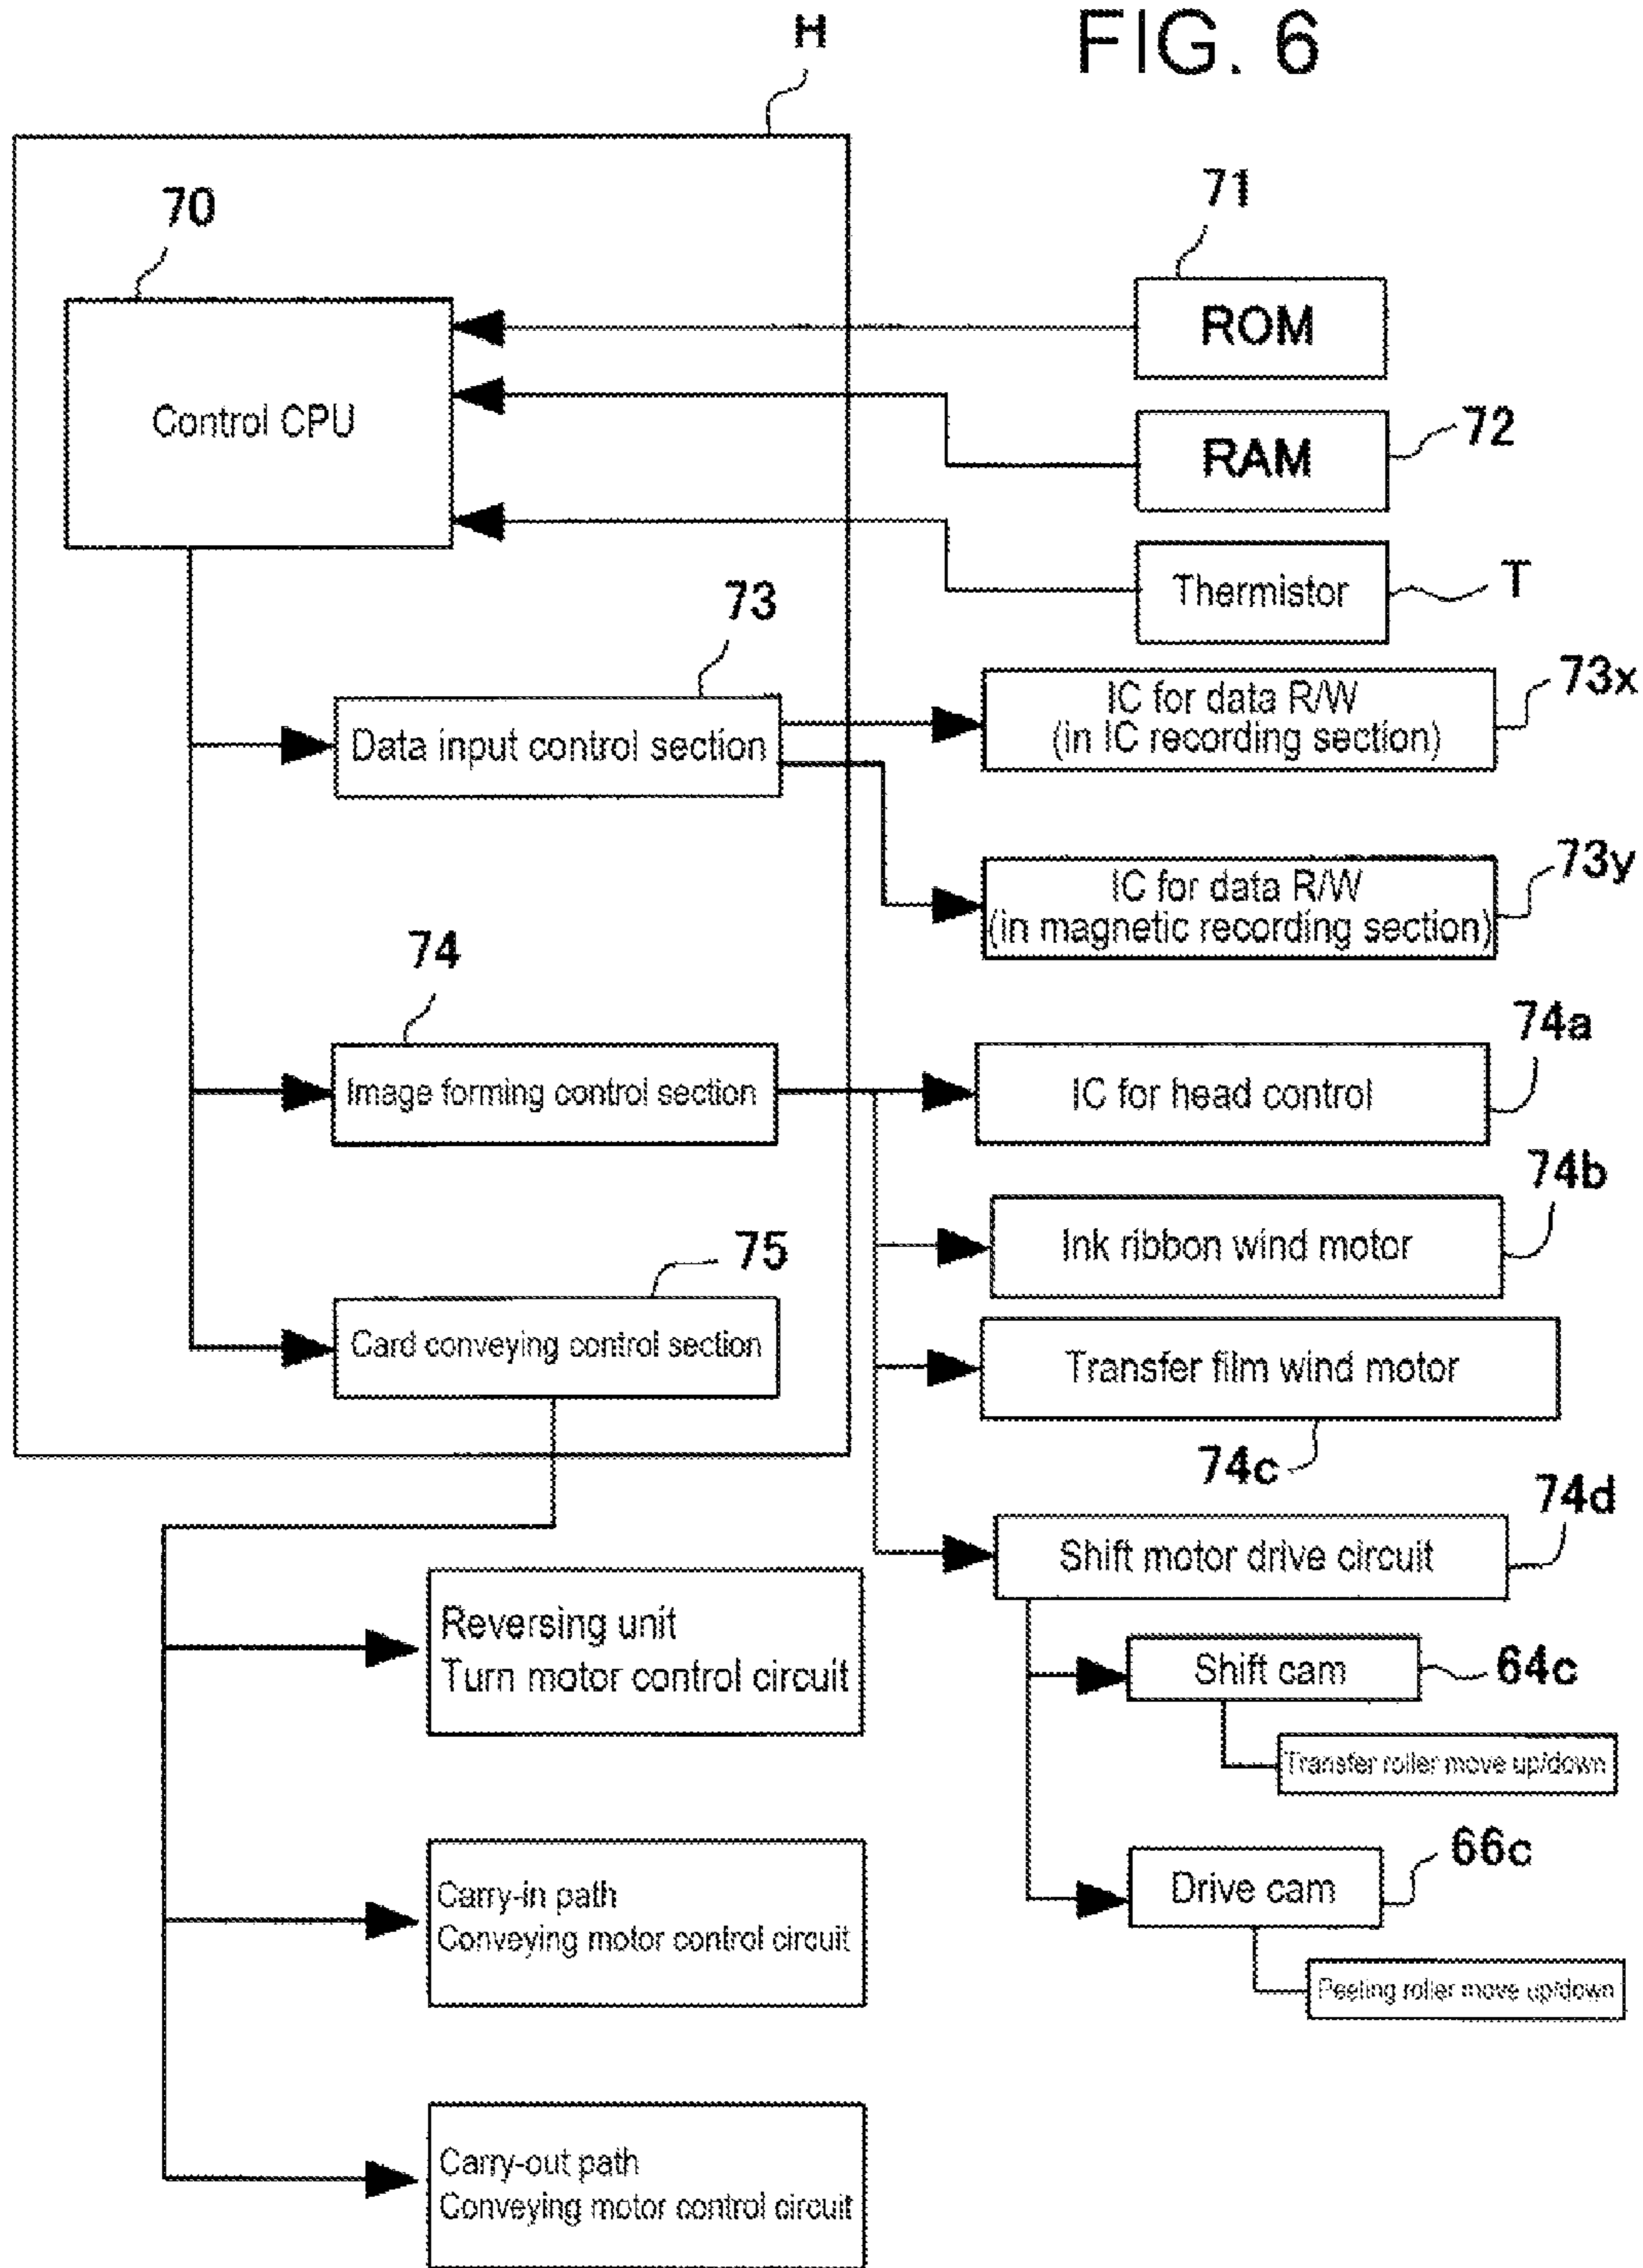 FIG. 6
H
70
Control CPU
71
ROM
RAM
72
Thermistor
T
73
Data input control section
IC for data R/W
(in IC recording section)
73x
IC for data R/W
(in magnetic recording section)
73y
74
Image forming control section
IC for head control
74a
Ink ribbon wind motor
74b
75
Card conveying control section
Transfer film wind motor
74c
Shift motor drive circuit
74d
Reversing unit
Turn motor control circuit
Shift cam
64c
Transfer roller move up/down
Carry-in path
Conveying motor control circuit
Drive cam
66c
Peeling roller move up/down
Carry-out path
Conveying motor control circuit